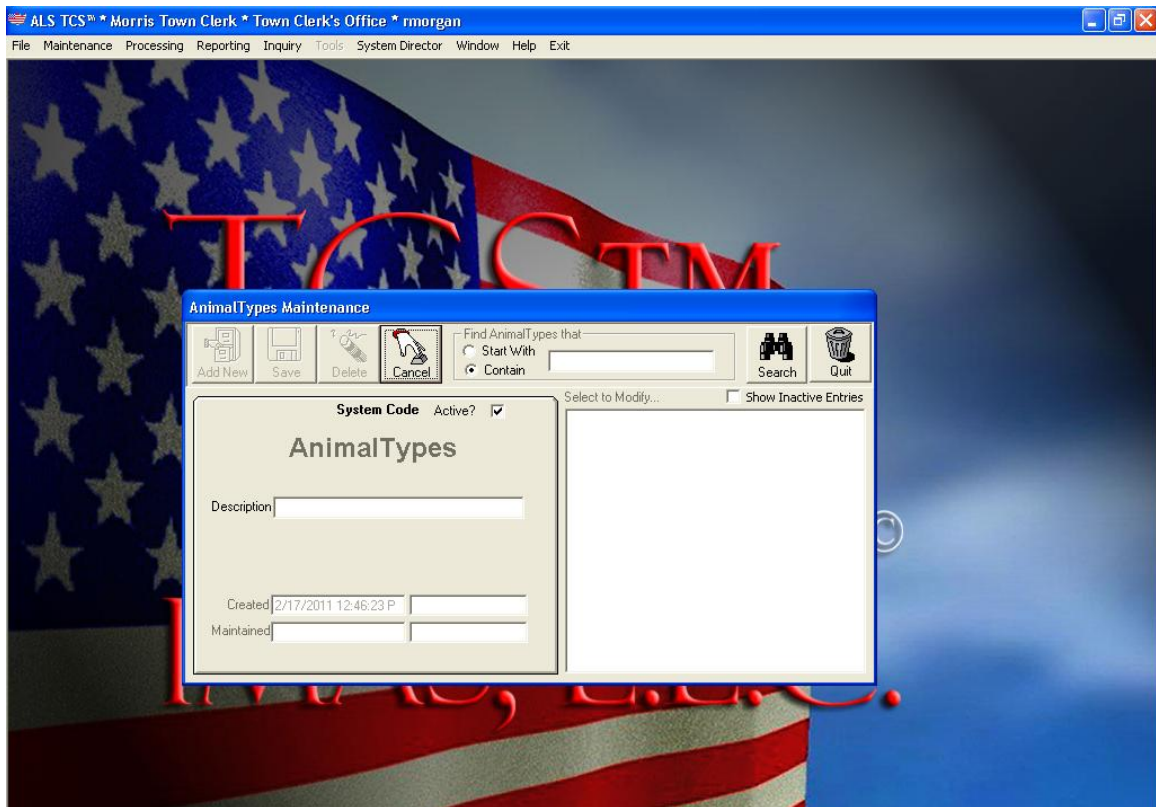 ALS TCS™ * Morris Town Clerk * Town Clerk's Office * rmorgan
File Maintenance Processing Reporting Inquiry Tools System Director Window Help Exit
TCS™
AnimalTypes Maintenance
Add New Save Delete Cancel
Find AnimalTypes that
Start With
Contain
Search Quit
System Code Active?
Select to Modify... Show Inactive Entries
AnimalTypes
Description
©
Created 2/17/2011 12:46:23 P
Maintained
L.L.C.